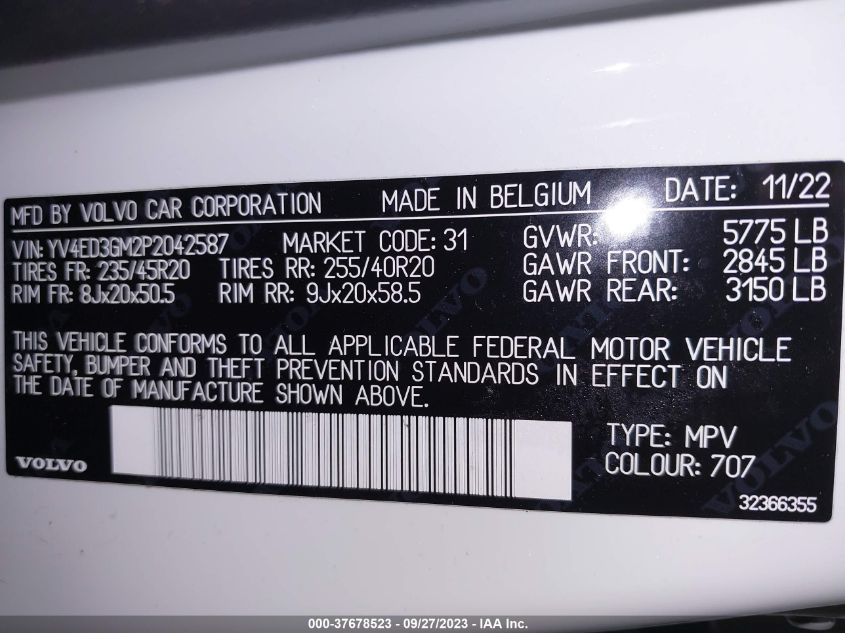 MFD BY VOLVO CAR CORPORATION MADE IN BELGIUM DATE: 11/22
VIN: YV4ED3GM2P2042587 MARKET CODE: 31 GVWR: 5775 LB
TIRES FR: 235/45R20 TIRES RR: 255/40R20 GAWR FRONT: 2845 LB
RIM FR: 8Jx20x50.5 RIM RR: 9Jx20x58.5 GAWR REAR: 3150 LB
THIS VEHICLE CONFORMS TO ALL APPLICABLE FEDERAL MOTOR VEHICLE
SAFETY, BUMPER AND THEFT PREVENTION STANDARDS IN EFFECT ON
THE DATE OF MANUFACTURE SHOWN ABOVE.
TYPE: MPV
COLOUR: 707
VOLVO
32366355
000-37678523 - 09/27/2023 - IAA Inc.